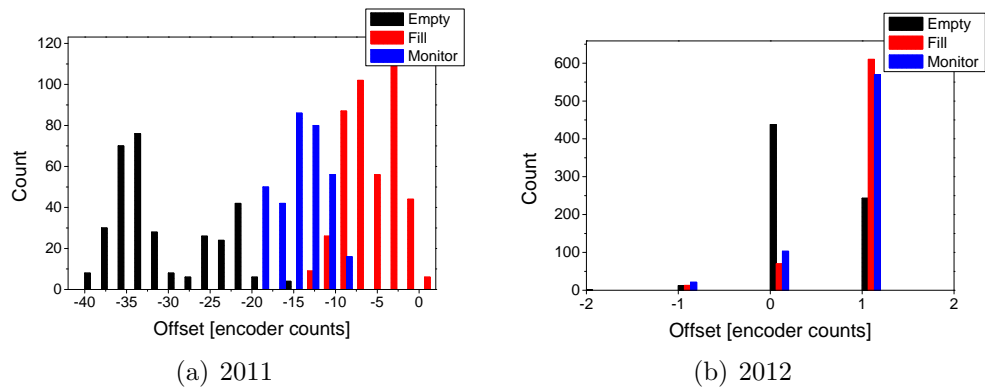 Empty
Fill
Monitor
120
100
80
60
40
20
0
Count
-40 -35 -30 -25 -20 -15 -10 -5 0
Offset [encoder counts]
(a) 2011
Empty
Fill
Monitor
600
500
400
300
200
100
0
Count
-2 -1 0 1 2
Offset [encoder counts]
(b) 2012